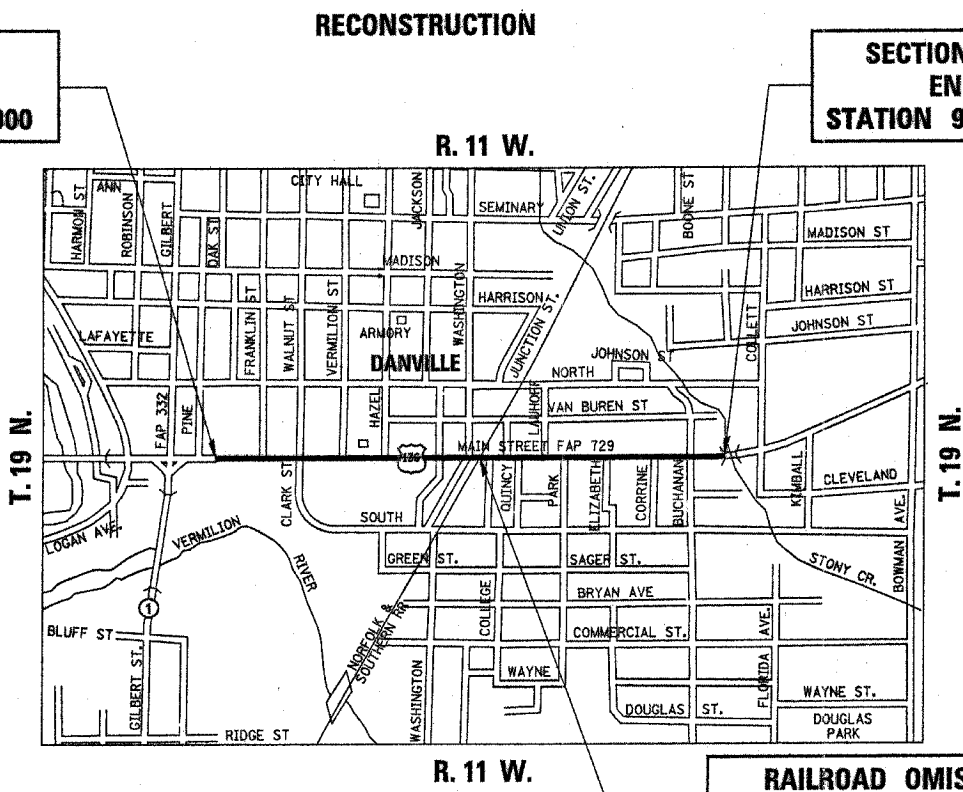 RECONSTRUCTION
000
SECTION
EN
STATION 9
R. 11 W.
CITY HALL
JACKSON
SEMINARY
UNION ST.
BOONE ST
ANN
HARMON ST
ROBINSON
GILBERT
OAK ST
MADISON
MADISON ST
WASHINGTON
HARRISON
HARRISON ST
JUNCTION ST.
FRANKLIN ST
WALNUT ST
VERMILION ST
ARMORY
LAFAYETTE
DANVILLE
JOHNSON ST
JOHNSON ST
COLLETT
NORTH
FAP 332
PINE
HAZEL
LAUHOFF
VAN BUREN ST
136
MAIN STREET FAP 729
T. 19 N.
T. 19 N.
CLARK ST
QUINCY
PARK
ELIZABETH
CORRINE
BUCHANAN
KIMBALL
CLEVELAND
SOUTH
LOGAN AVE.
VERMILION
RIVER
GREEN ST.
SAGER ST.
STONY CR.
BOWMAN AVE.
BRYAN AVE
COLLEGE
1
NORFOLK &
SOUTHERN RR
BLUFF ST
COMMERCIAL ST.
FLORIDA AVE.
GILBERT ST.
WASHINGTON
WAYNE
WAYNE ST.
DOUGLAS ST.
DOUGLAS
PARK
RIDGE ST
R. 11 W.
RAILROAD OMIS